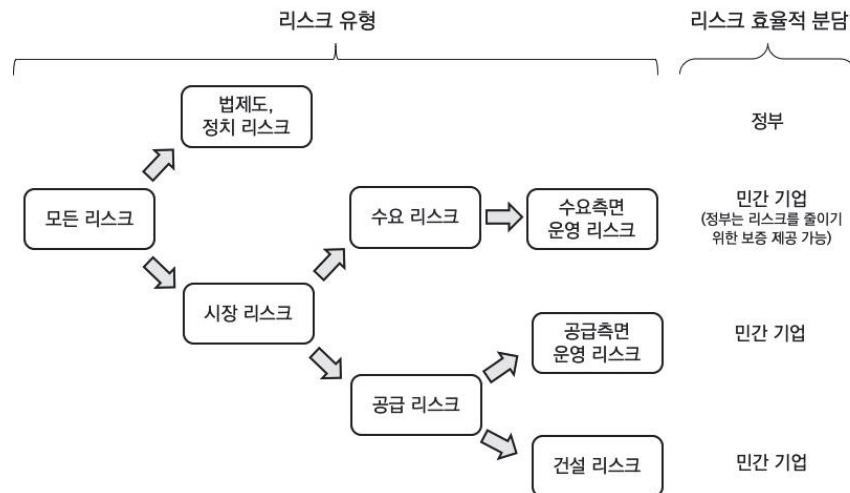 리스크 유형
리스크 효율적 분담
법제도,
정치 리스크
정부
모든 리스크
수요 리스크
수요측면
운영 리스크
민간 기업
(정부는 리스크를 줄이기
위한 보증 제공 가능)
시장 리스크
공급측면
운영 리스크
민간 기업
공급 리스크
건설 리스크
민간 기업